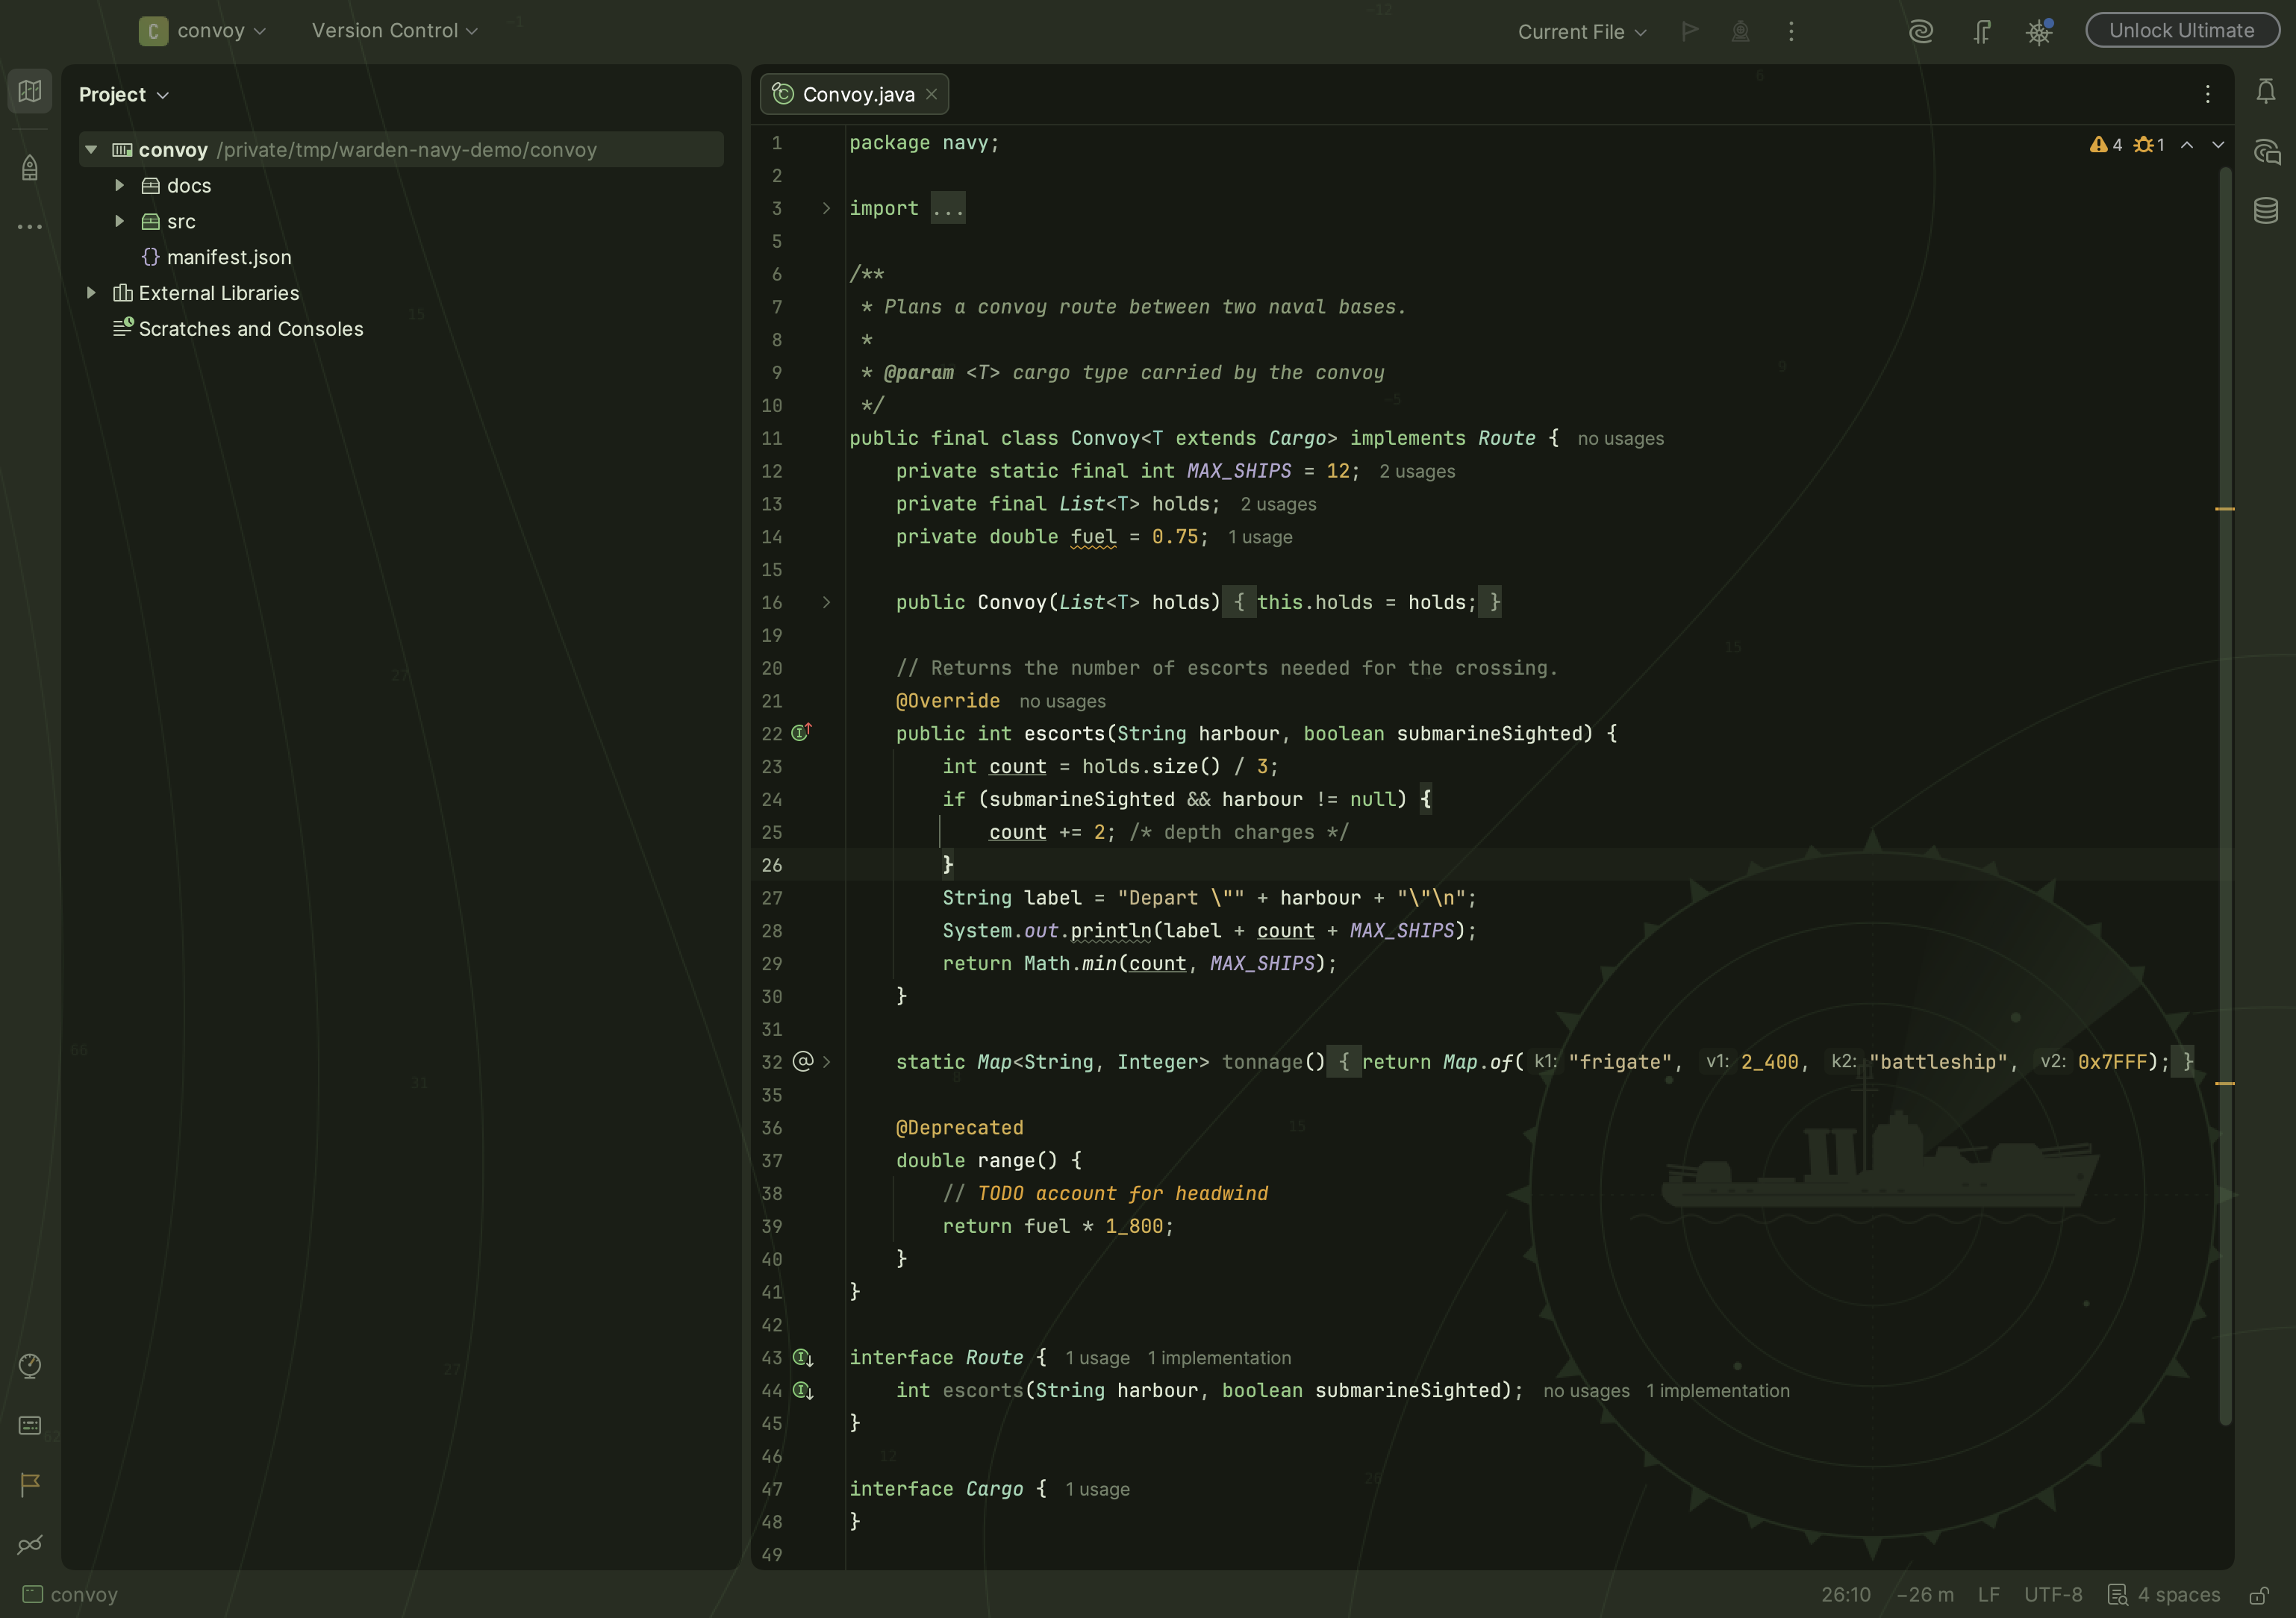 C convoy Version Control Current File Unlock Ultimate
Project
convoy /private/tmp/warden-navy-demo/convoy
docs
src
manifest.json
External Libraries
Scratches and Consoles
Convoy.java
4 1
1 package navy;
2
3 import ...
5
6 /**
7 * Plans a convoy route between two naval bases.
8 *
9 * @param <T> cargo type carried by the convoy
10 */
11 public final class Convoy<T extends Cargo> implements Route { no usages
12 private static final int MAX_SHIPS = 12; 2 usages
13 private final List<T> holds; 2 usages
14 private double fuel = 0.75; 1 usage
15
16 public Convoy(List<T> holds) { this.holds = holds; }
19
20 // Returns the number of escorts needed for the crossing.
21 @Override no usages
22 public int escorts(String harbour, boolean submarineSighted) {
23 int count = holds.size() / 3;
24 if (submarineSighted && harbour != null) {
25 count += 2; /* depth charges */
26 }
27 String label = "Depart \"" + harbour + "\"\n";
28 System.out.println(label + count + MAX_SHIPS);
29 return Math.min(count, MAX_SHIPS);
30 }
31
32 static Map<String, Integer> tonnage() { return Map.of( k1: "frigate", v1: 2_400, k2: "battleship", v2: 0x7FFF); }
35
36 @Deprecated
37 double range() {
38 // TODO account for headwind
39 return fuel * 1_800;
40 }
41 }
42
43 interface Route { 1 usage 1 implementation
44 int escorts(String harbour, boolean submarineSighted); no usages 1 implementation
45 }
46
47 interface Cargo { 1 usage
48 }
49
convoy
26:10 −26 m LF UTF-8 4 spaces